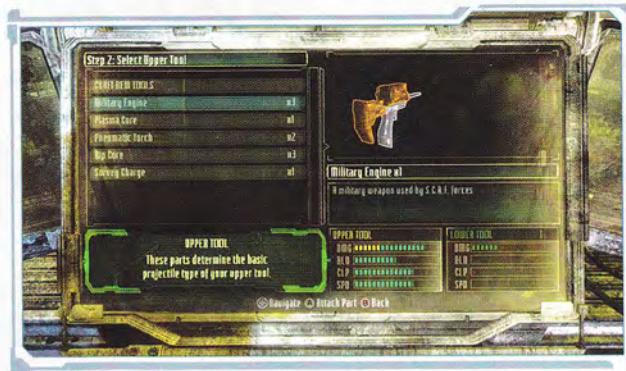 Step 2: Select Upper Tool
CRAFT NEW TOOLS
Military Engine x3
Plasma Core x1
Pneumatic Torch x2
Rip Core x3
Survey Charge x1
Military Engine x1
A military weapon used by S.C.A.F. forces
UPPER TOOL
These parts determine the basic
projectile type of your upper tool.
UPPER TOOL
DMG
RLD
CLP
SPD
LOWER TOOL
DMG
RLD
CLP
SPD
Navigate Attach Part Back